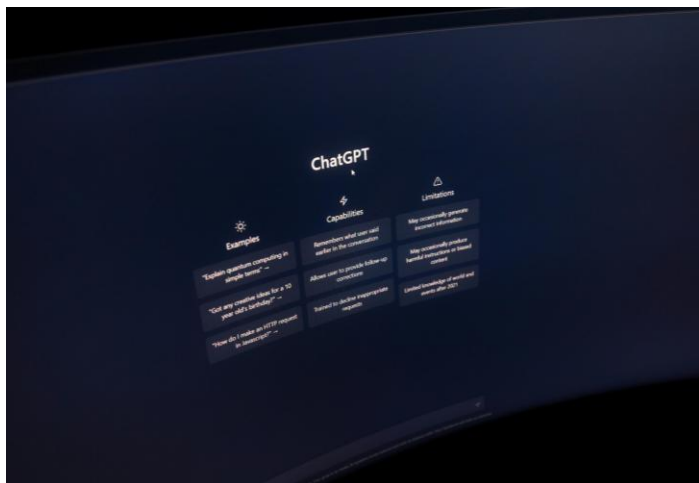 ChatGPT
Examples
"Explain quantum computing in
simple terms" →
"Got any creative ideas for a 10
year old's birthday?" →
"How do I make an HTTP request
in Javascript?" →
Capabilities
Remembers what user said
earlier in the conversation
Allows user to provide follow-up
corrections
Trained to decline inappropriate
requests
Limitations
May occasionally generate
incorrect information
May occasionally produce
harmful instructions or biased
content
Limited knowledge of world and
events after 2021